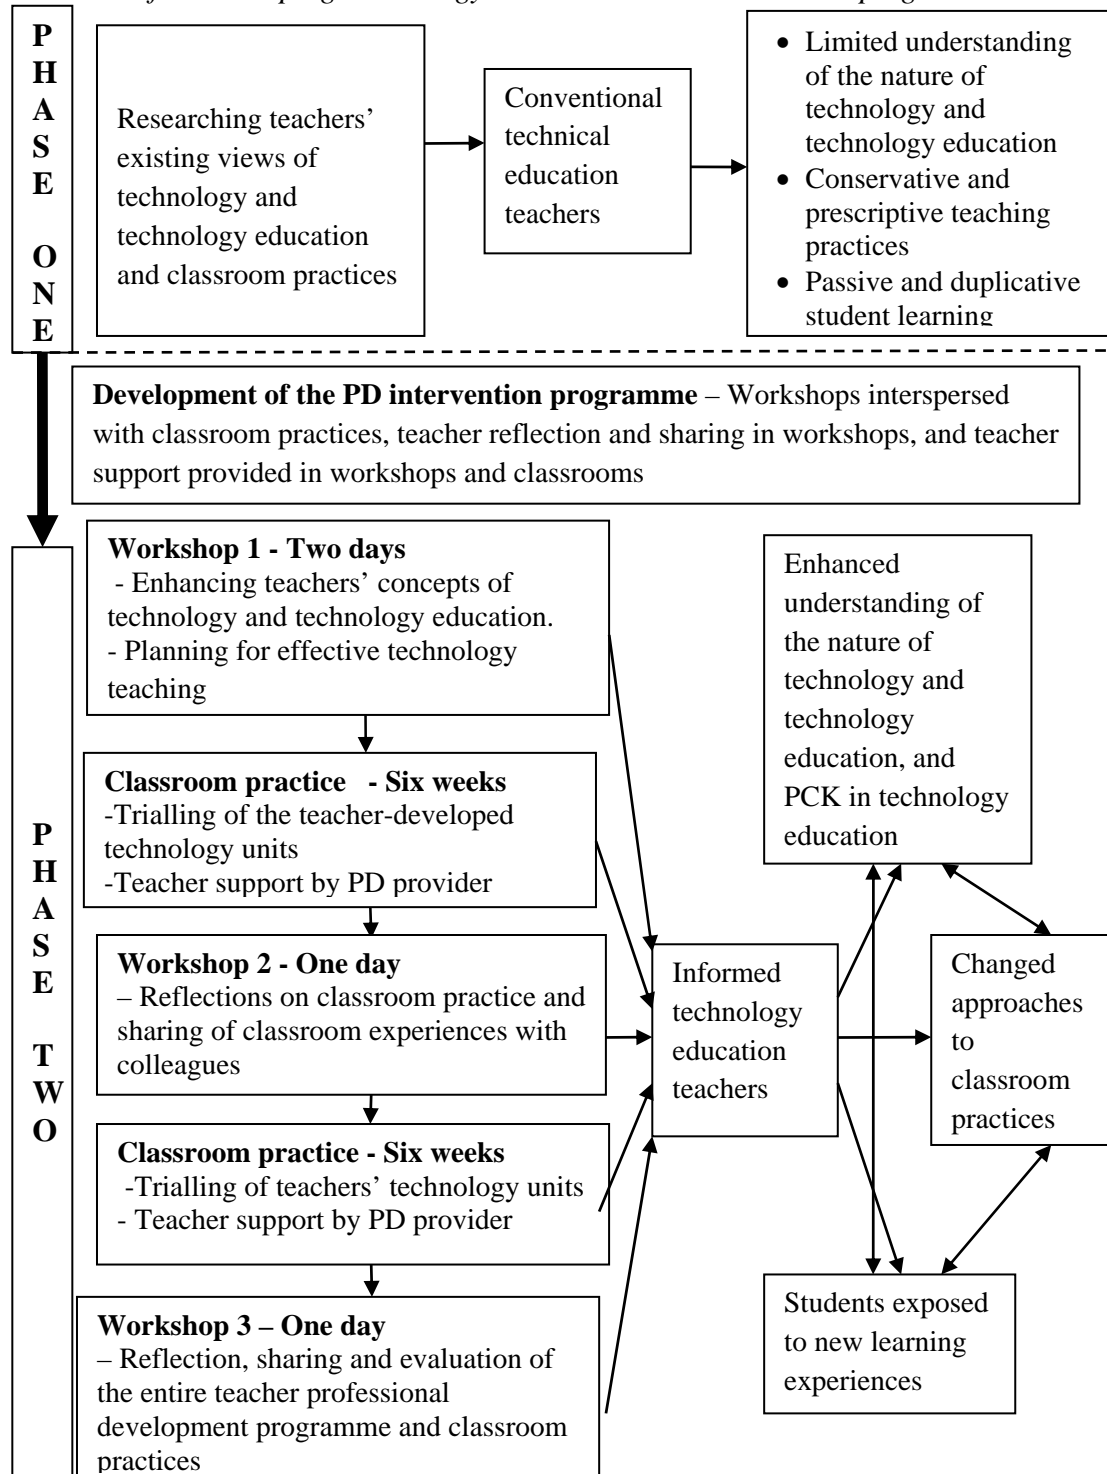 PHASE ONE
Researching teachers’
existing views of
technology and
technology education
and classroom practices
Conventional
technical
education
teachers
• Limited understanding
of the nature of
technology and
technology education
• Conservative and
prescriptive teaching
practices
• Passive and duplicative
student learning
Development of the PD intervention programme – Workshops interspersed
with classroom practices, teacher reflection and sharing in workshops, and teacher
support provided in workshops and classrooms
PHASE TWO
Workshop 1 - Two days
- Enhancing teachers’ concepts of
technology and technology education.
- Planning for effective technology
teaching
Classroom practice - Six weeks
-Trialling of the teacher-developed
technology units
-Teacher support by PD provider
Workshop 2 - One day
– Reflections on classroom practice and
sharing of classroom experiences with
colleagues
Classroom practice - Six weeks
-Trialling of teachers’ technology units
- Teacher support by PD provider
Workshop 3 – One day
– Reflection, sharing and evaluation of
the entire teacher professional
development programme and classroom
practices
Informed
technology
education
teachers
Enhanced
understanding of
the nature of
technology and
technology
education, and
PCK in technology
education
Changed
approaches
to
classroom
practices
Students exposed
to new learning
experiences